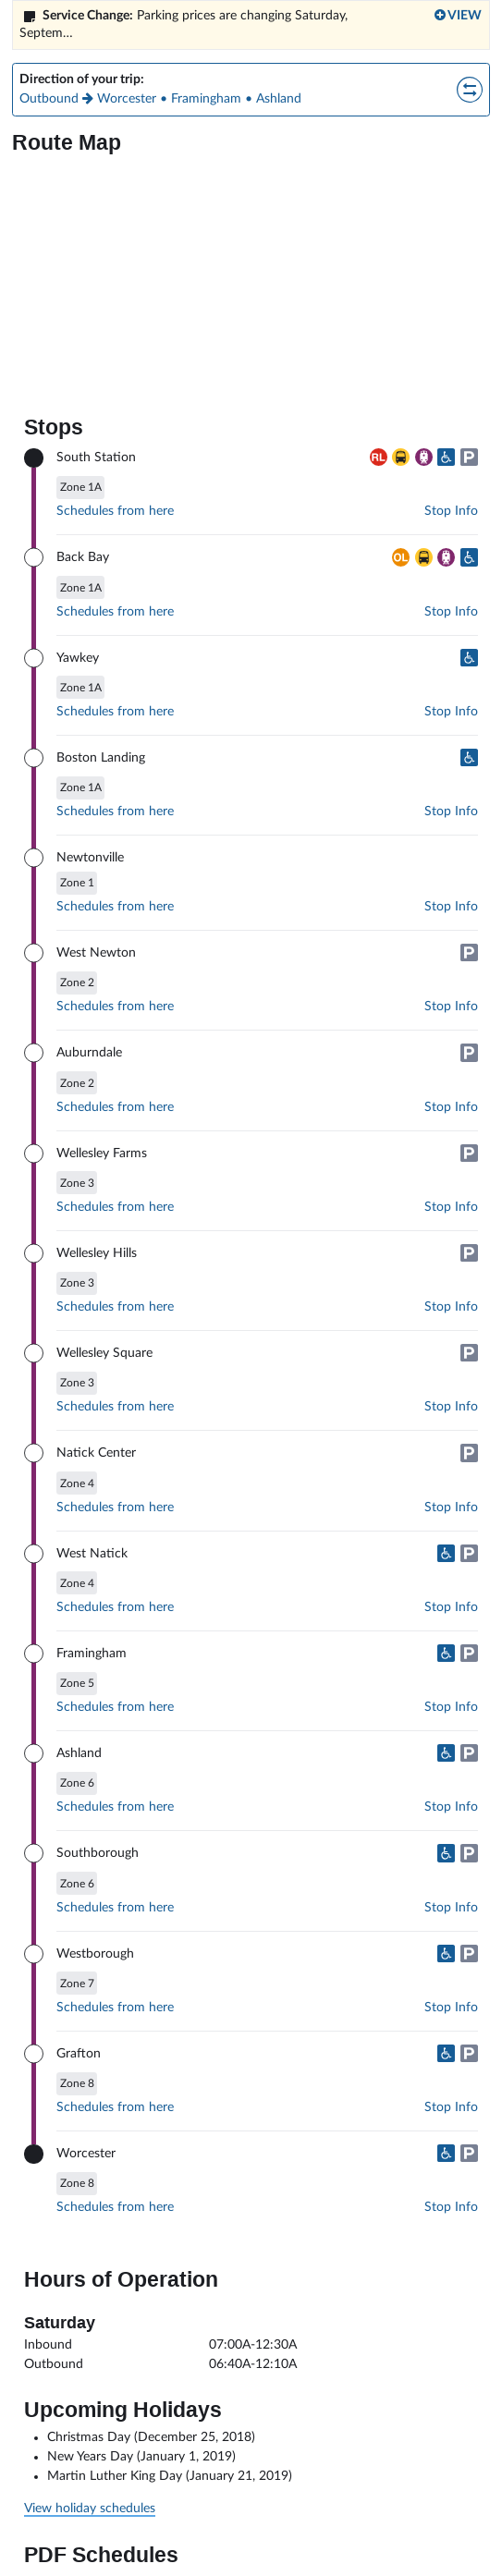 Service Change: Parking prices are changing Saturday, Septem... VIEW
Direction of your trip:
Outbound → Worcester • Framingham • Ashland
Route Map
Stops
South Station RL P
Zone 1A
Schedules from here Stop Info
Back Bay OL
Zone 1A
Schedules from here Stop Info
Yawkey
Zone 1A
Schedules from here Stop Info
Boston Landing
Zone 1A
Schedules from here Stop Info
Newtonville
Zone 1
Schedules from here Stop Info
West Newton P
Zone 2
Schedules from here Stop Info
Auburndale P
Zone 2
Schedules from here Stop Info
Wellesley Farms P
Zone 3
Schedules from here Stop Info
Wellesley Hills P
Zone 3
Schedules from here Stop Info
Wellesley Square P
Zone 3
Schedules from here Stop Info
Natick Center P
Zone 4
Schedules from here Stop Info
West Natick P
Zone 4
Schedules from here Stop Info
Framingham P
Zone 5
Schedules from here Stop Info
Ashland P
Zone 6
Schedules from here Stop Info
Southborough P
Zone 6
Schedules from here Stop Info
Westborough P
Zone 7
Schedules from here Stop Info
Grafton P
Zone 8
Schedules from here Stop Info
Worcester P
Zone 8
Schedules from here Stop Info
Hours of Operation
Saturday
Inbound 07:00A-12:30A
Outbound 06:40A-12:10A
Upcoming Holidays
• Christmas Day (December 25, 2018)
• New Years Day (January 1, 2019)
• Martin Luther King Day (January 21, 2019)
View holiday schedules
PDF Schedules